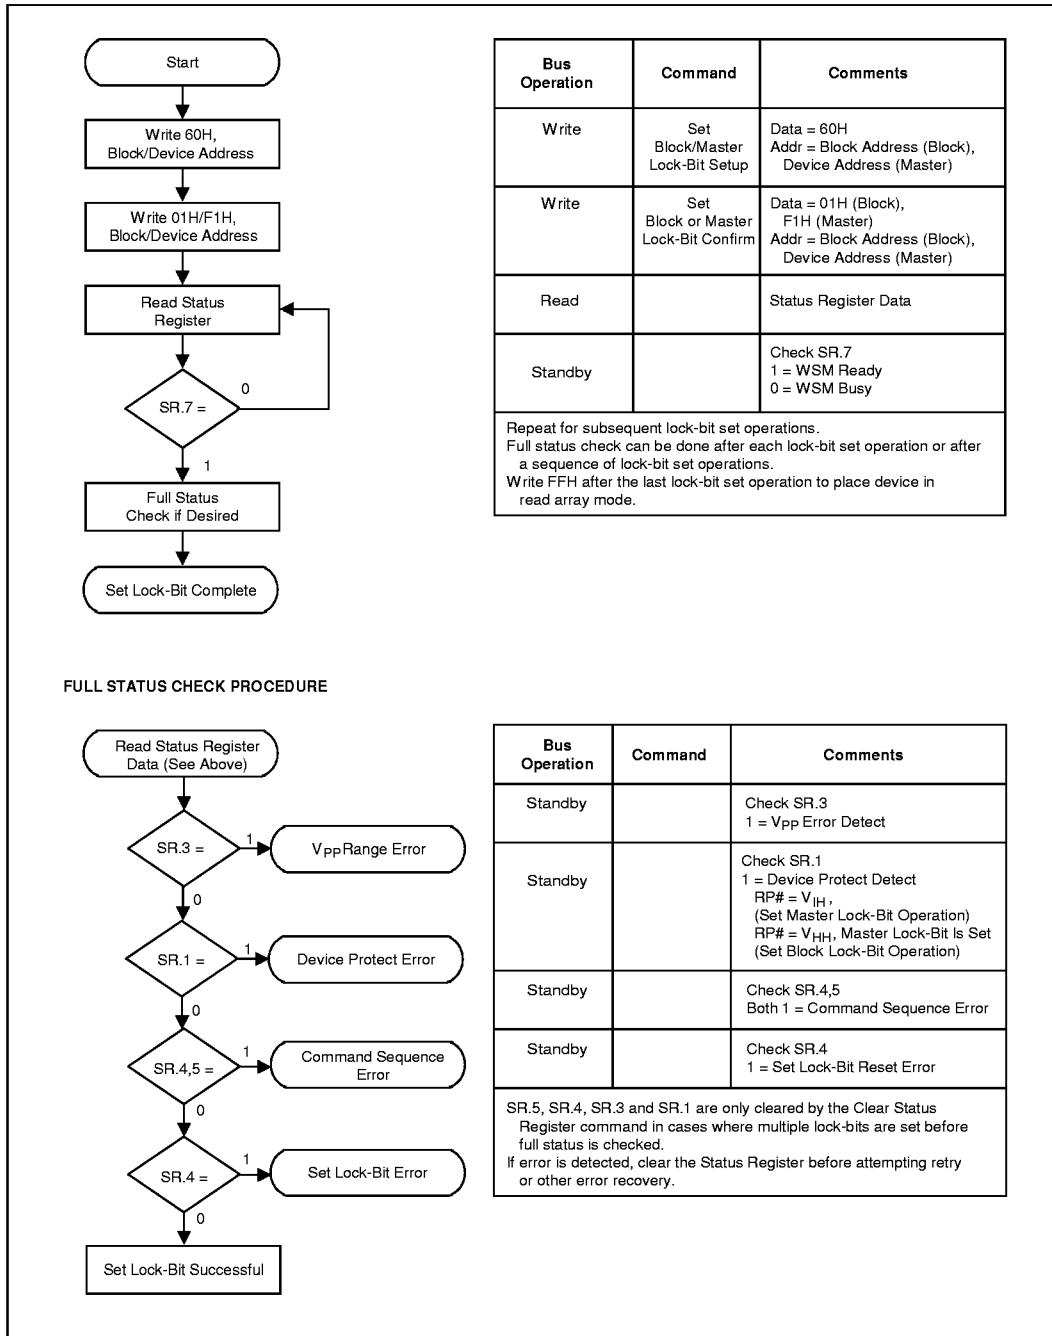 Start
Write 60H,
Block/Device Address
Write 01H/F1H,
Block/Device Address
Read Status
Register
0
SR.7 =
1
Full Status
Check if Desired
Set Lock-Bit Complete
Bus
Operation
Command
Comments
Write
Set
Block/Master
Lock-Bit Setup
Data = 60H
Addr = Block Address (Block),
Device Address (Master)
Write
Set
Block or Master
Lock-Bit Confirm
Data = 01H (Block),
F1H (Master)
Addr = Block Address (Block),
Device Address (Master)
Read
Status Register Data
Standby
Check SR.7
1 = WSM Ready
0 = WSM Busy
Repeat for subsequent lock-bit set operations.
Full status check can be done after each lock-bit set operation or after
a sequence of lock-bit set operations.
Write FFH after the last lock-bit set operation to place device in
read array mode.
FULL STATUS CHECK PROCEDURE
Read Status Register
Data (See Above)
SR.3 =
1
VPP Range Error
0
SR.1 =
1
Device Protect Error
0
SR.4,5 =
1
Command Sequence
Error
0
SR.4 =
1
Set Lock-Bit Error
0
Set Lock-Bit Successful
Bus
Operation
Command
Comments
Standby
Check SR.3
1 = VPP Error Detect
Standby
Check SR.1
1 = Device Protect Detect
RP# = VIH ,
(Set Master Lock-Bit Operation)
RP# = VHH, Master Lock-Bit Is Set
(Set Block Lock-Bit Operation)
Standby
Check SR.4,5
Both 1 = Command Sequence Error
Standby
Check SR.4
1 = Set Lock-Bit Reset Error
SR.5, SR.4, SR.3 and SR.1 are only cleared by the Clear Status
Register command in cases where multiple lock-bits are set before
full status is checked.
If error is detected, clear the Status Register before attempting retry
or other error recovery.